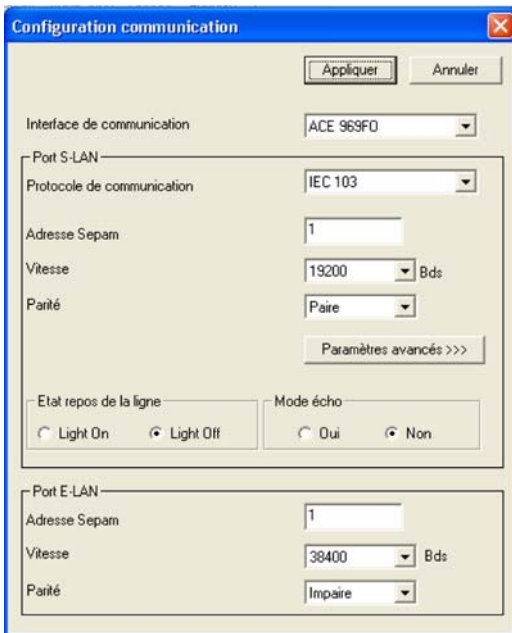 Configuration communication
Appliquer Annuler
Interface de communication ACE 969FO
Port S-LAN
Protocole de communication IEC 103
Adresse Sepam 1
Vitesse 19200 Bds
Parité Paire
Paramètres avancés >>>
Etat repos de la ligne Mode écho
Light On Light Off Oui Non
Port E-LAN
Adresse Sepam 1
Vitesse 38400 Bds
Parité Impaire